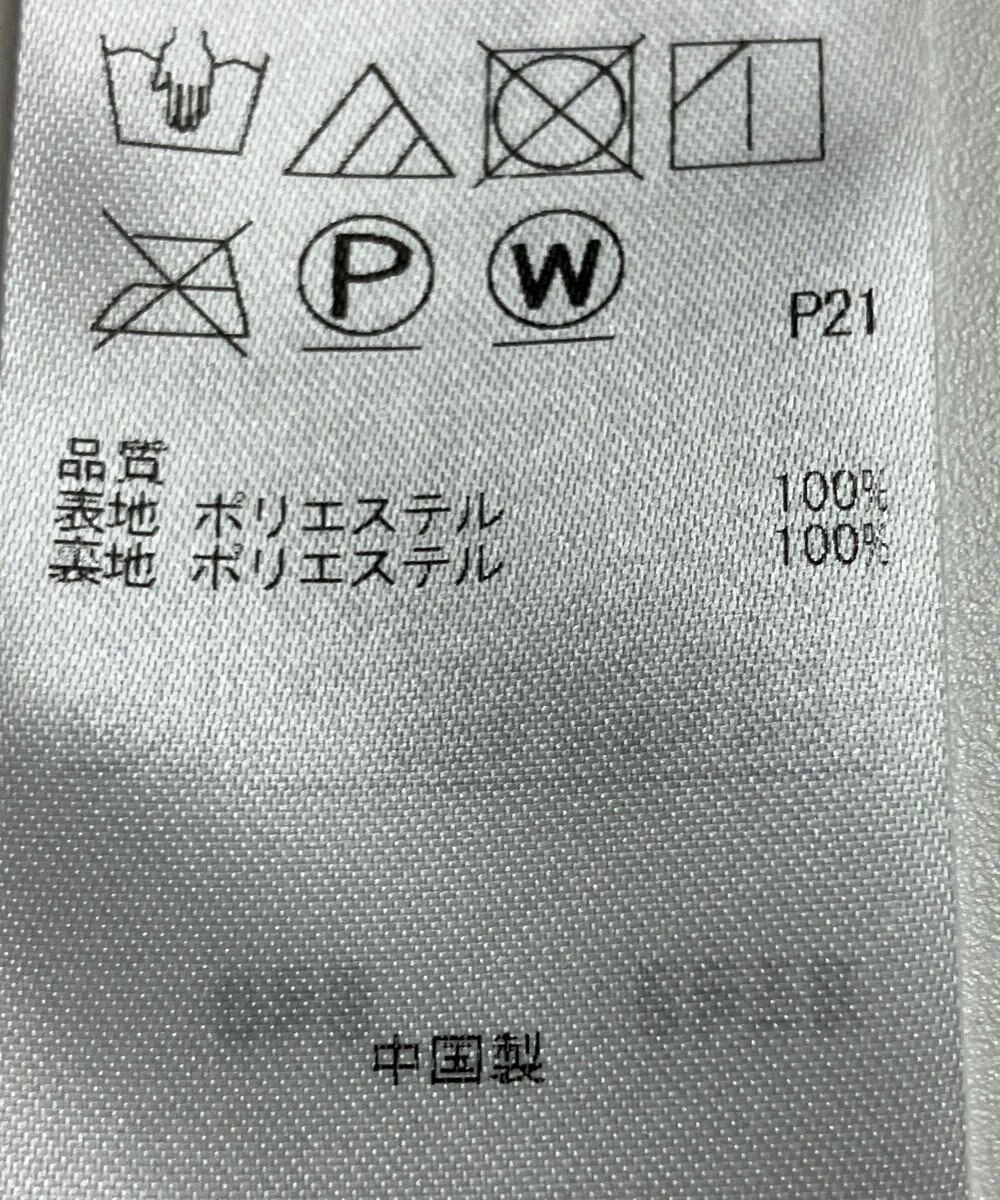 P W P21
品質
表地 ポリエステル 100%
裏地 ポリエステル 100%
中国製